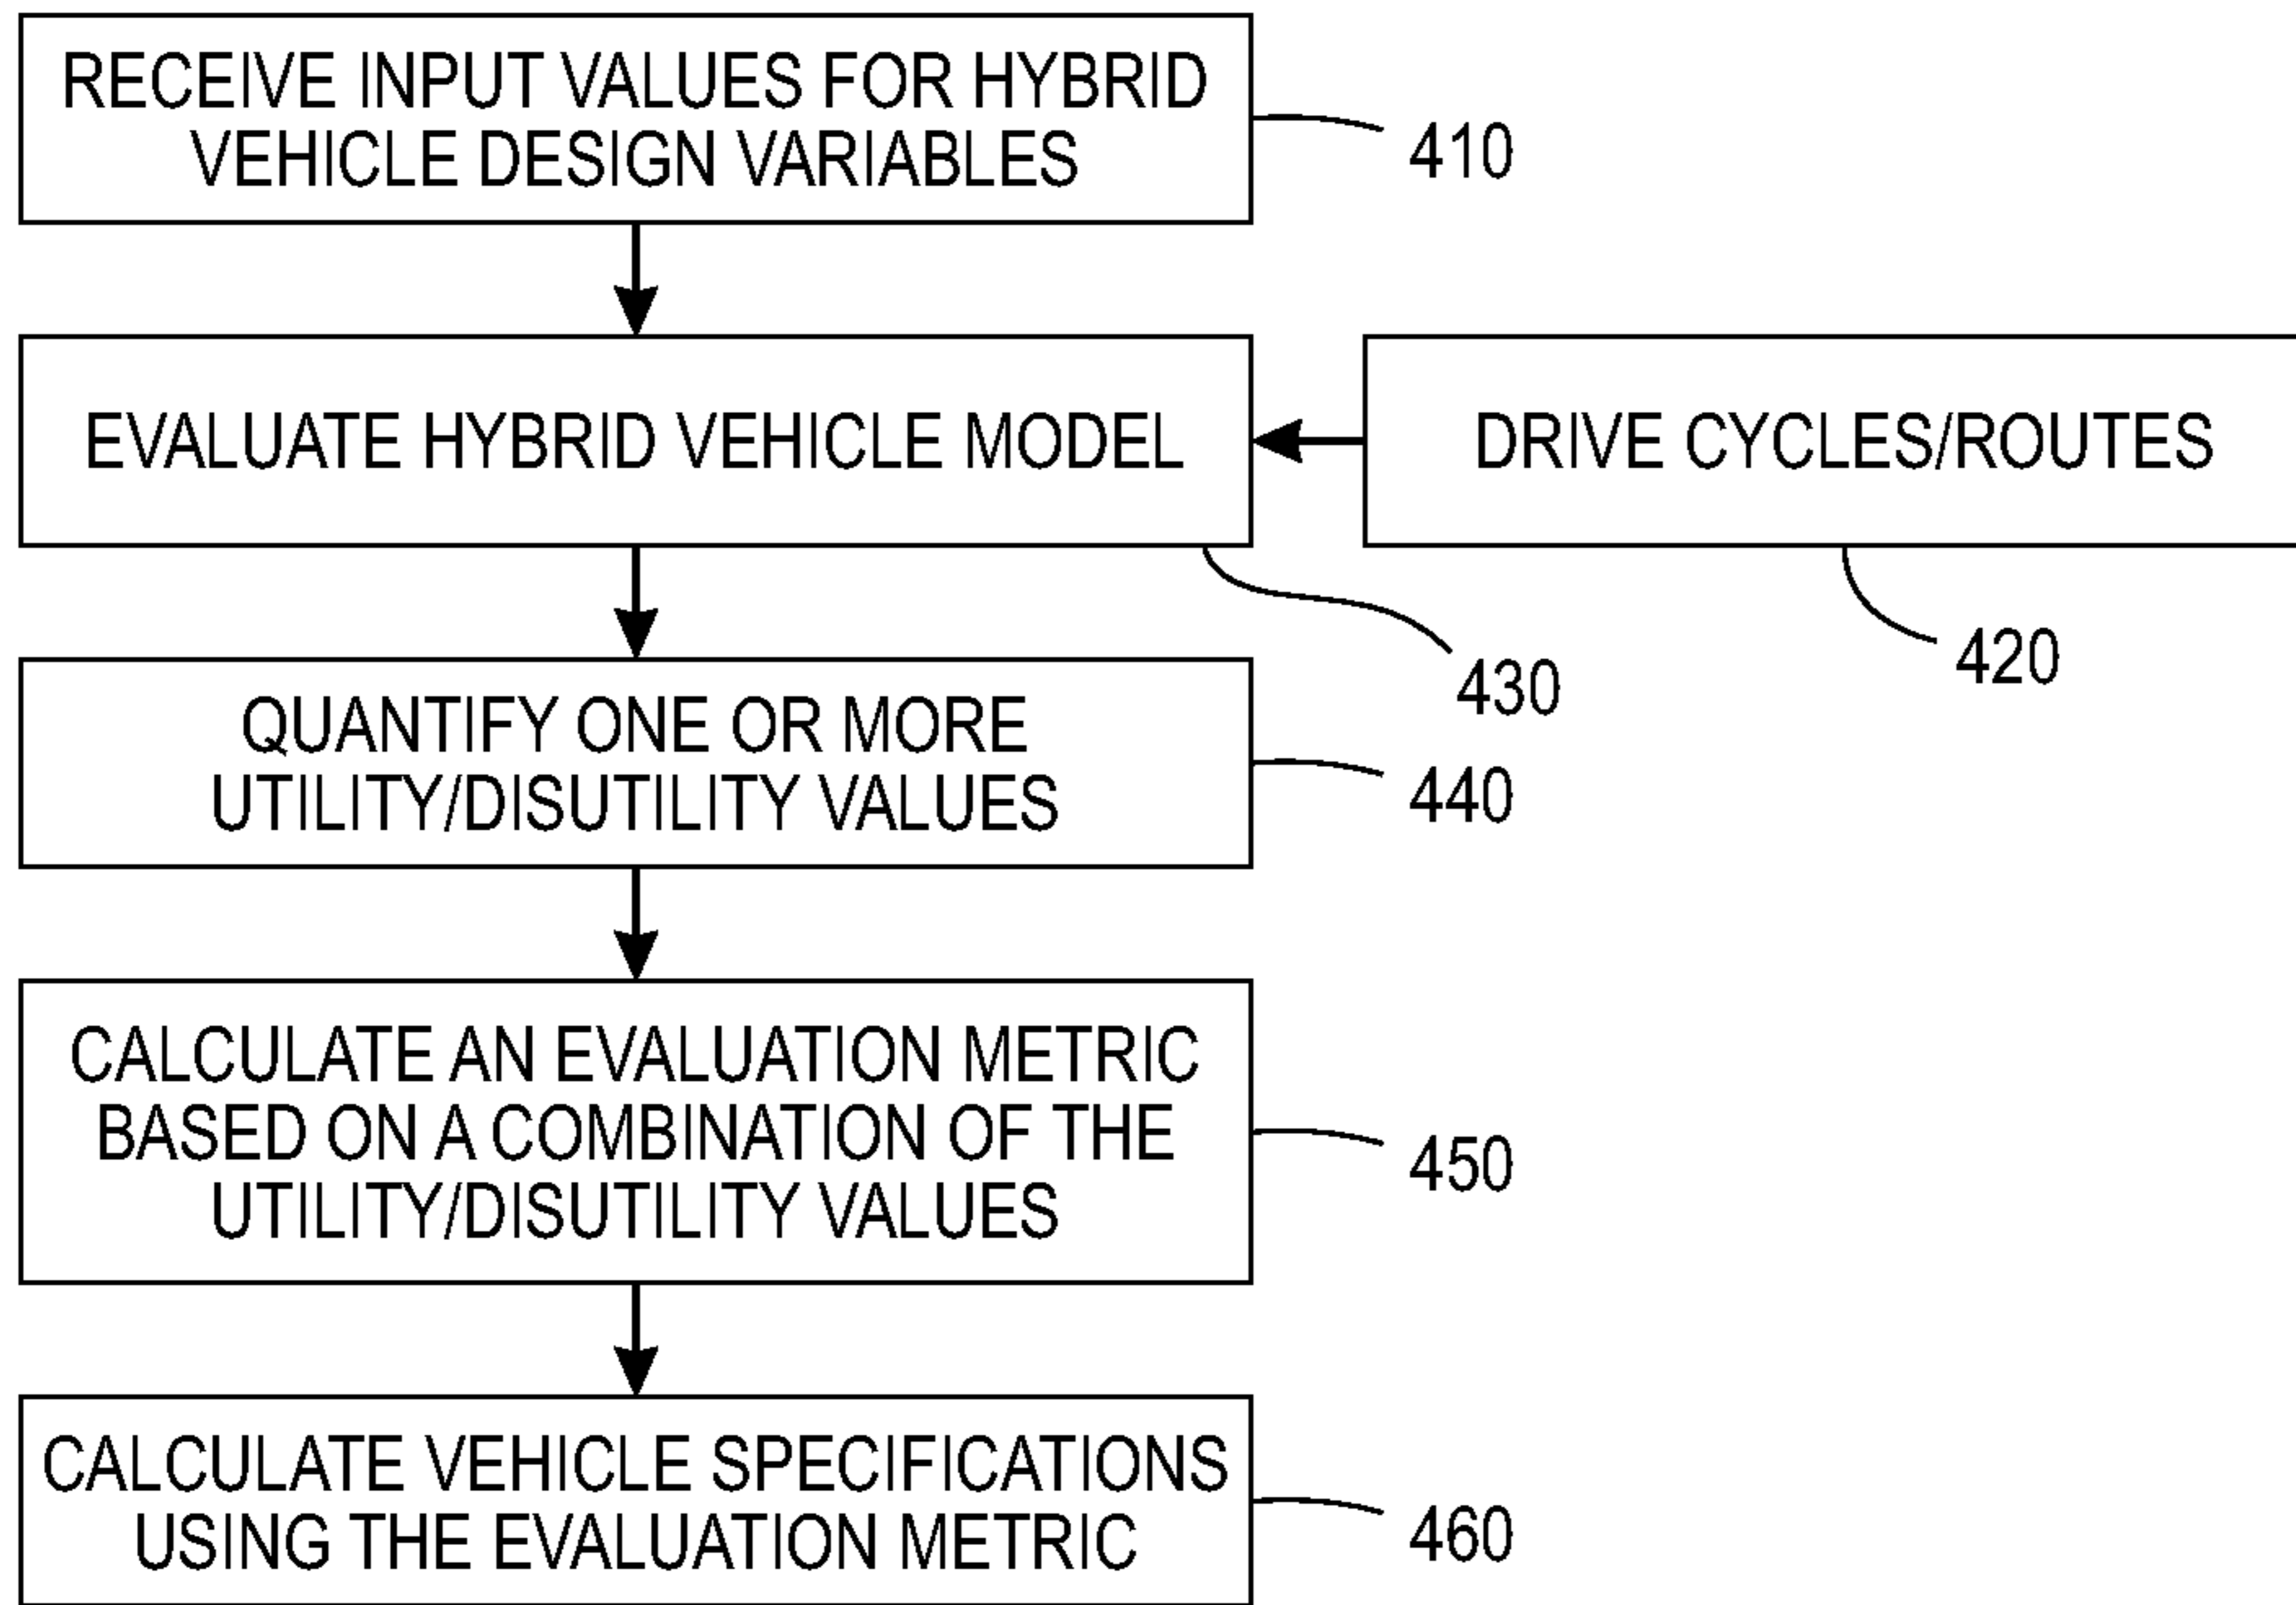 RECEIVE INPUT VALUES FOR HYBRID
VEHICLE DESIGN VARIABLES
410
EVALUATE HYBRID VEHICLE MODEL
DRIVE CYCLES/ROUTES
430
420
QUANTIFY ONE OR MORE
UTILITY/DISUTILITY VALUES
440
CALCULATE AN EVALUATION METRIC
BASED ON A COMBINATION OF THE
UTILITY/DISUTILITY VALUES
450
CALCULATE VEHICLE SPECIFICATIONS
USING THE EVALUATION METRIC
460